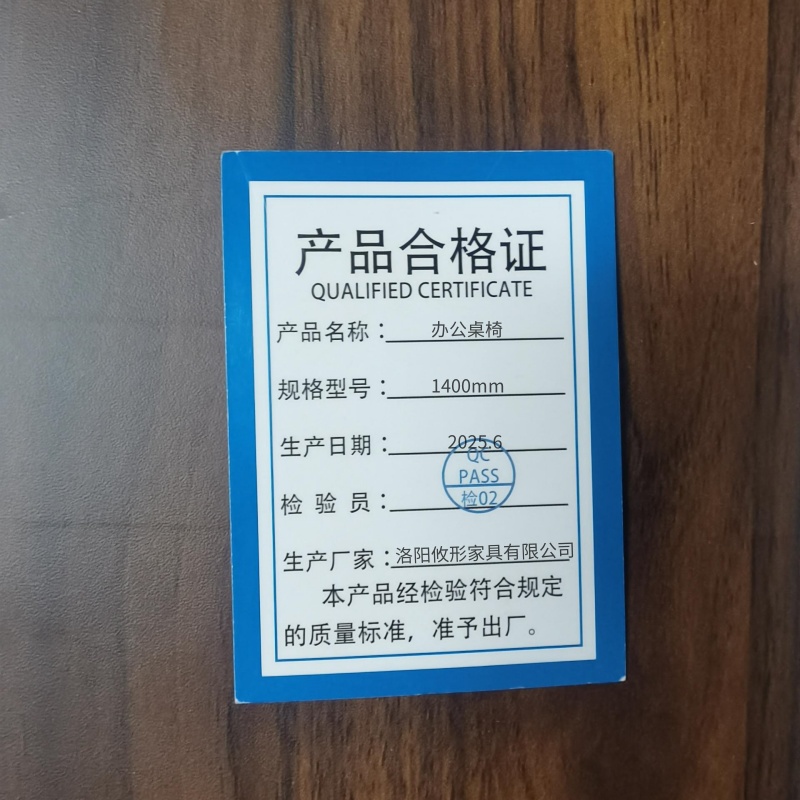 产品合格证
QUALIFIED CERTIFICATE
产品名称：办公桌椅
规格型号：1400mm
生产日期：2025.6
QC
PASS
检验员：检02
生产厂家：洛阳攸形家具有限公司
本产品经检验符合规定
的质量标准，准予出厂。